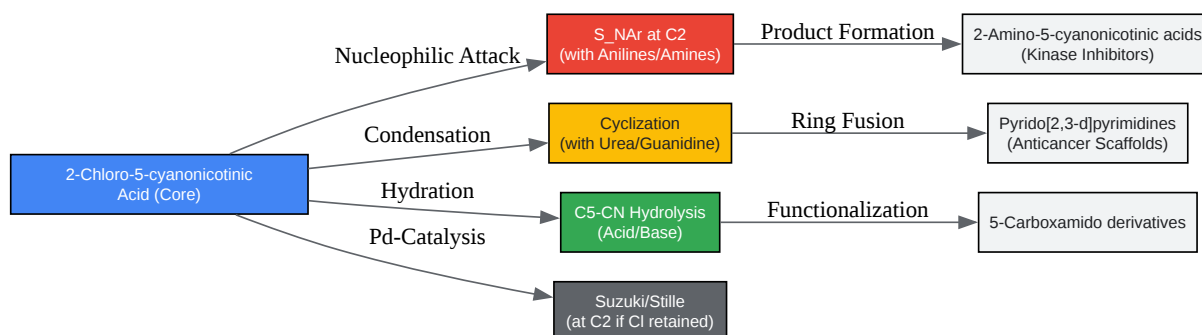 Nucleophilic Attack
S_NAr at C2
(with Anilines/Amines)
Product Formation
2-Amino-5-cyanonicotinic acids
(Kinase Inhibitors)
Condensation
Cyclization
(with Urea/Guanidine)
Ring Fusion
Pyrido[2,3-d]pyrimidines
(Anticancer Scaffolds)
2-Chloro-5-cyanonicotinic
Acid (Core)
Hydration
C5-CN Hydrolysis
(Acid/Base)
Functionalization
5-Carboxamido derivatives
Pd-Catalysis
Suzuki/Stille
(at C2 if Cl retained)